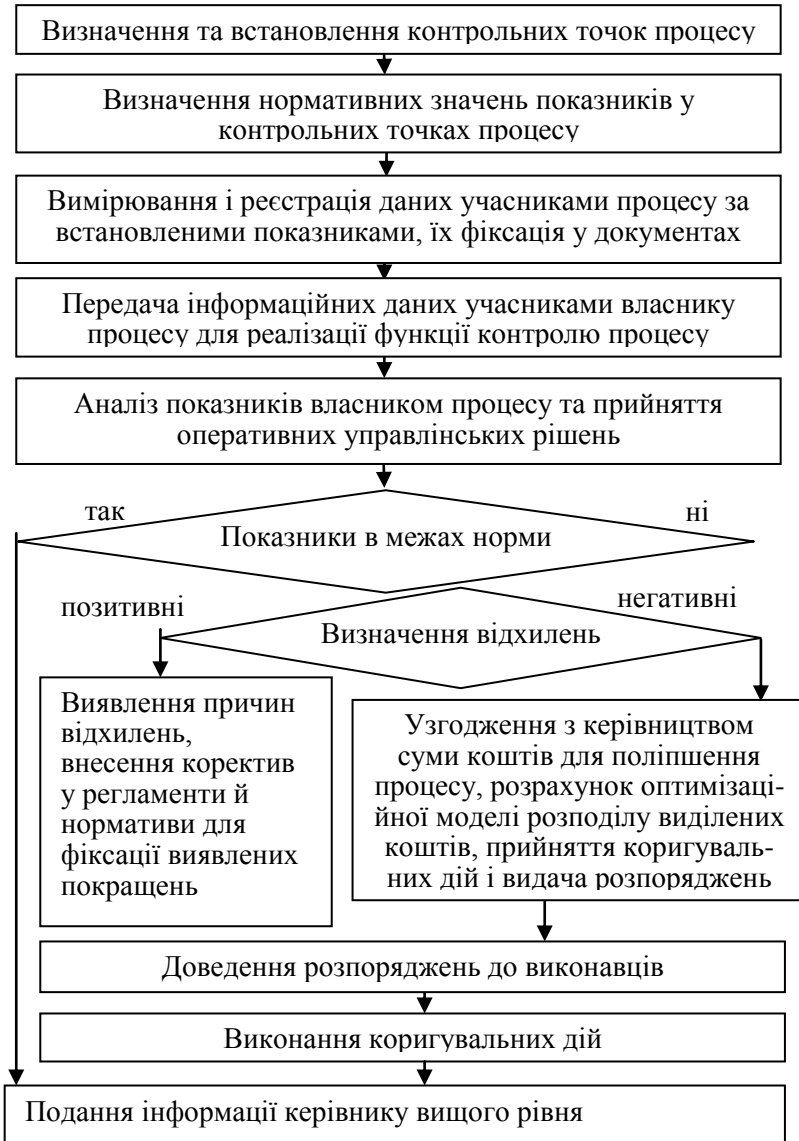 Визначення та встановлення контрольних точок процесу
Визначення нормативних значень показників у
контрольних точках процесу
Вимірювання і реєстрація даних учасниками процесу за
встановленими показниками, їх фіксація у документах
Передача інформаційних даних учасниками власнику
процесу для реалізації функції контролю процесу
Аналіз показників власником процесу та прийняття
оперативних управлінських рішень
так
ні
Показники в межах норми
позитивні
негативні
Визначення відхилень
Виявлення причин
відхилень,
внесення коректив
у регламенти й
нормативи для
фіксації виявлених
покращень
Узгодження з керівництвом
суми коштів для поліпшення
процесу, розрахунок оптимізаці-
йної моделі розподілу виділених
коштів, прийняття коригуваль-
них дій і видача розпоряджень
Доведення розпоряджень до виконавців
Виконання коригувальних дій
Подання інформації керівнику вищого рівня